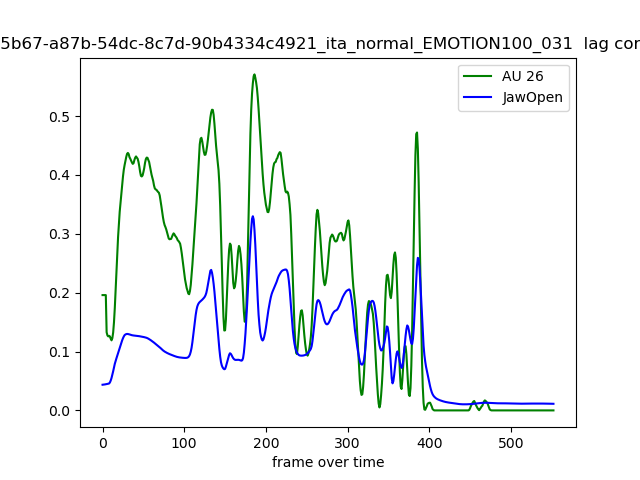 5b67-a87b-54dc-8c7d-90b4334c4921_ita_normal_EMOTION100_031 lag cor
AU 26
JawOpen
0.5
0.4
0.3
0.2
0.1
0.0
0 100 200 300 400 500
frame over time